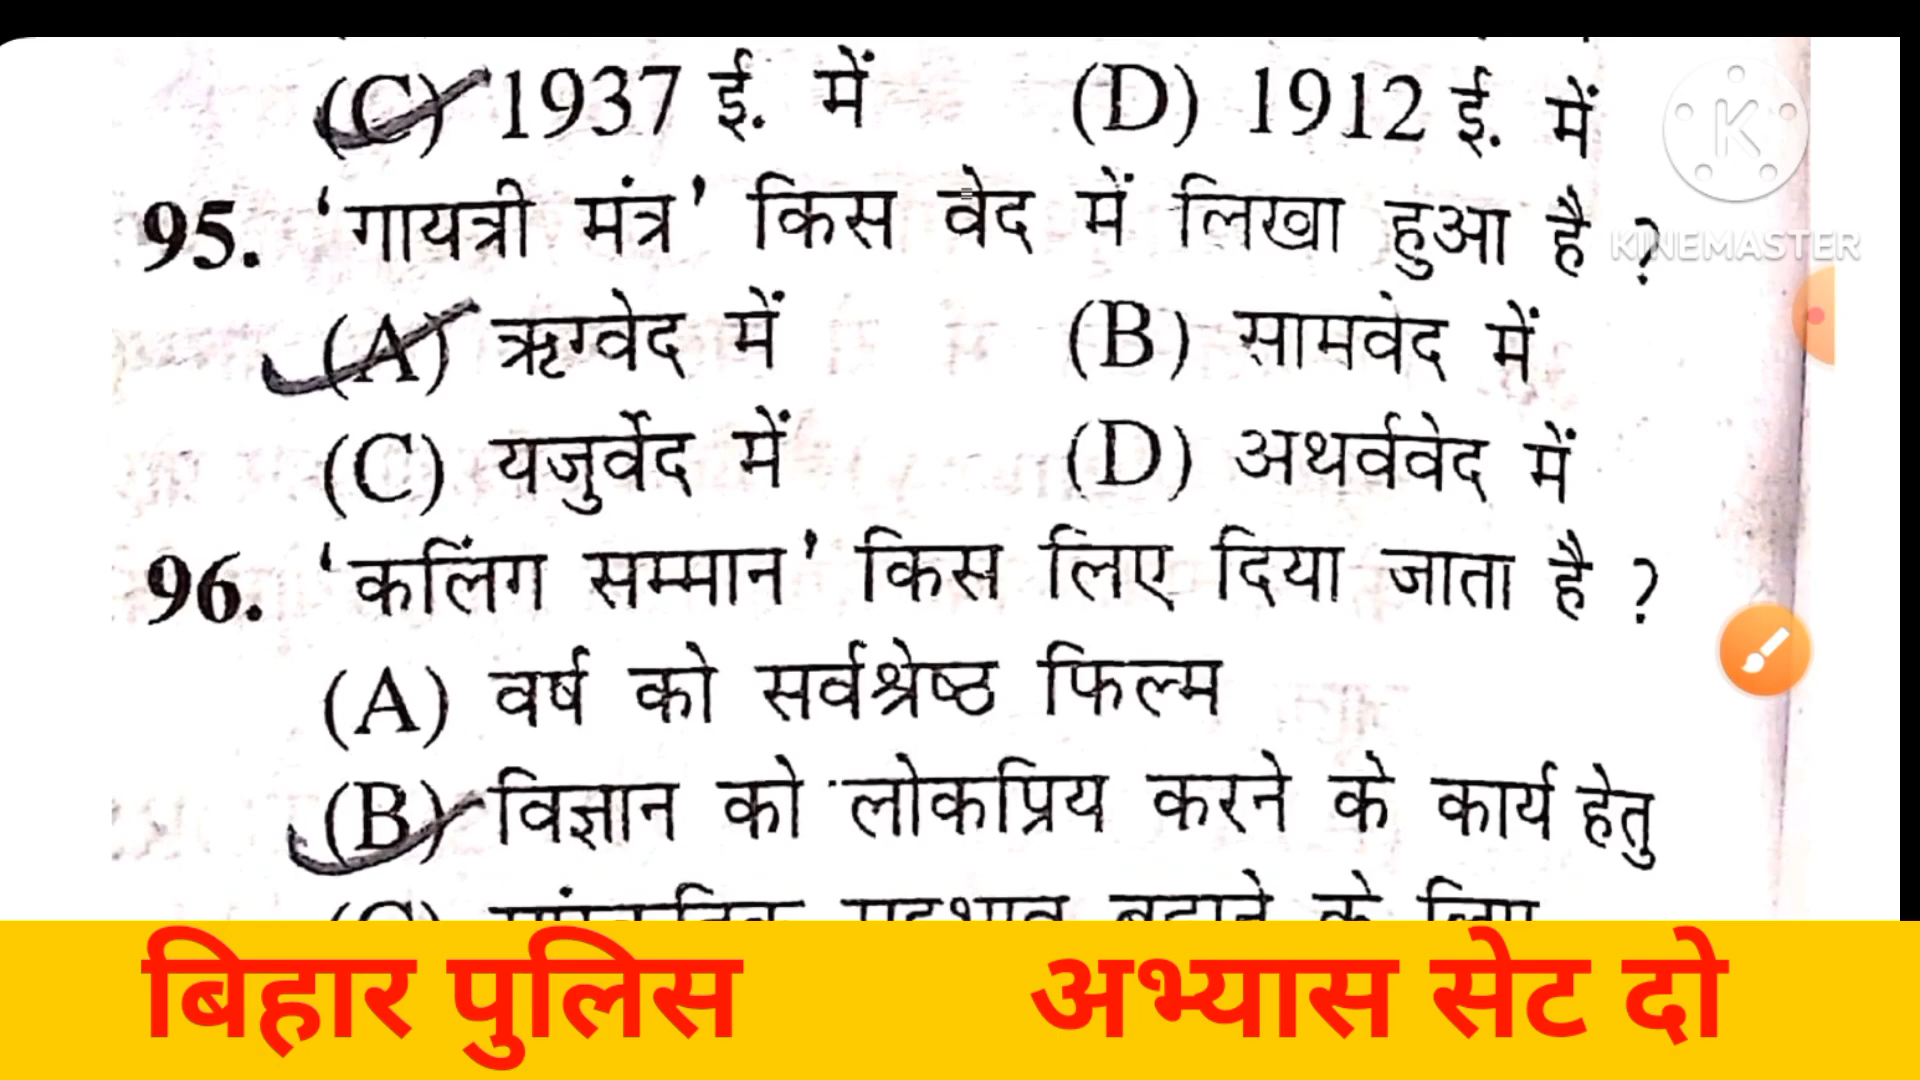 (C) 1937 ई. में (D) 1912 ई. में
95. ‘गायत्री मंत्र’ किस वेद में लिखा हुआ है ?
KINEMASTER
(A) ऋग्वेद में (B) सामवेद में
(C) यजुर्वेद में (D) अथर्ववेद में
96. ‘कलिंग सम्मान’ किस लिए दिया जाता है ?
(A) वर्ष को सर्वश्रेष्ठ फिल्म
(B) विज्ञान को लोकप्रिय करने के कार्य हेतु
बिहार पुलिस अभ्यास सेट दो